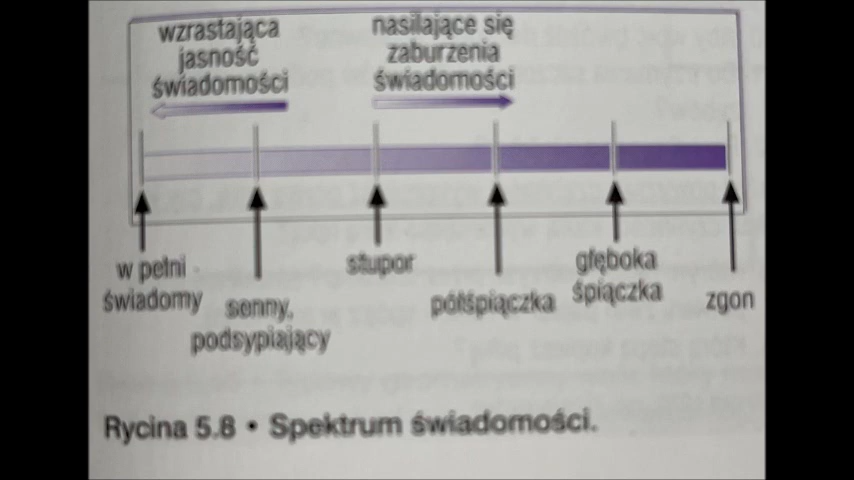 wzrastająca
jasność
świadomości
nasilające się
zaburzenia
świadomości
w pełni
świadomy
senny,
podsypiający
stupor
półśpiączka
głęboka
śpiączka
zgon
Rycina 5.8 • Spektrum świadomości.